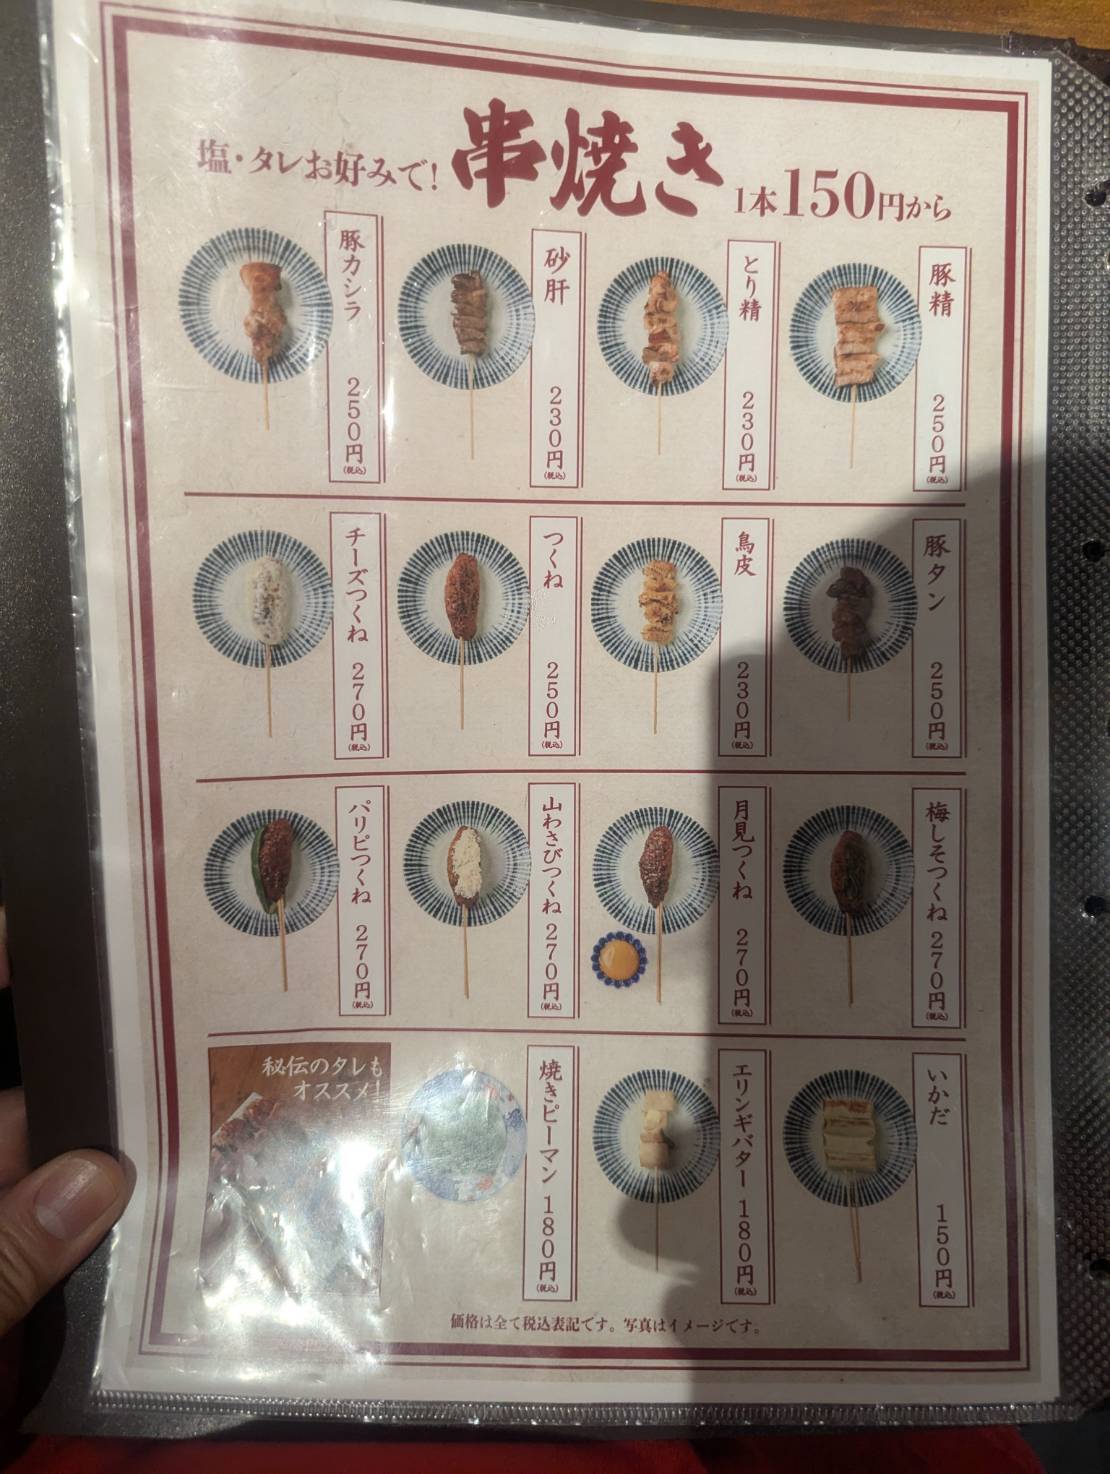 塩・タレお好みで!
串焼き
1本150円から
豚精 250円(税込)
とり精 230円(税込)
砂肝 230円(税込)
豚カシラ 250円(税込)
豚タン 250円(税込)
鳥皮 230円(税込)
つくね 250円(税込)
チーズつくね 270円(税込)
梅しそつくね 270円(税込)
月見つくね 270円(税込)
山わさびつくね 270円(税込)
パリピつくね 270円(税込)
いかだ 150円(税込)
エリンギバター 180円(税込)
焼きピーマン 180円(税込)
秘伝のタレも
オススメ!
価格は全て税込表記です。写真はイメージです。